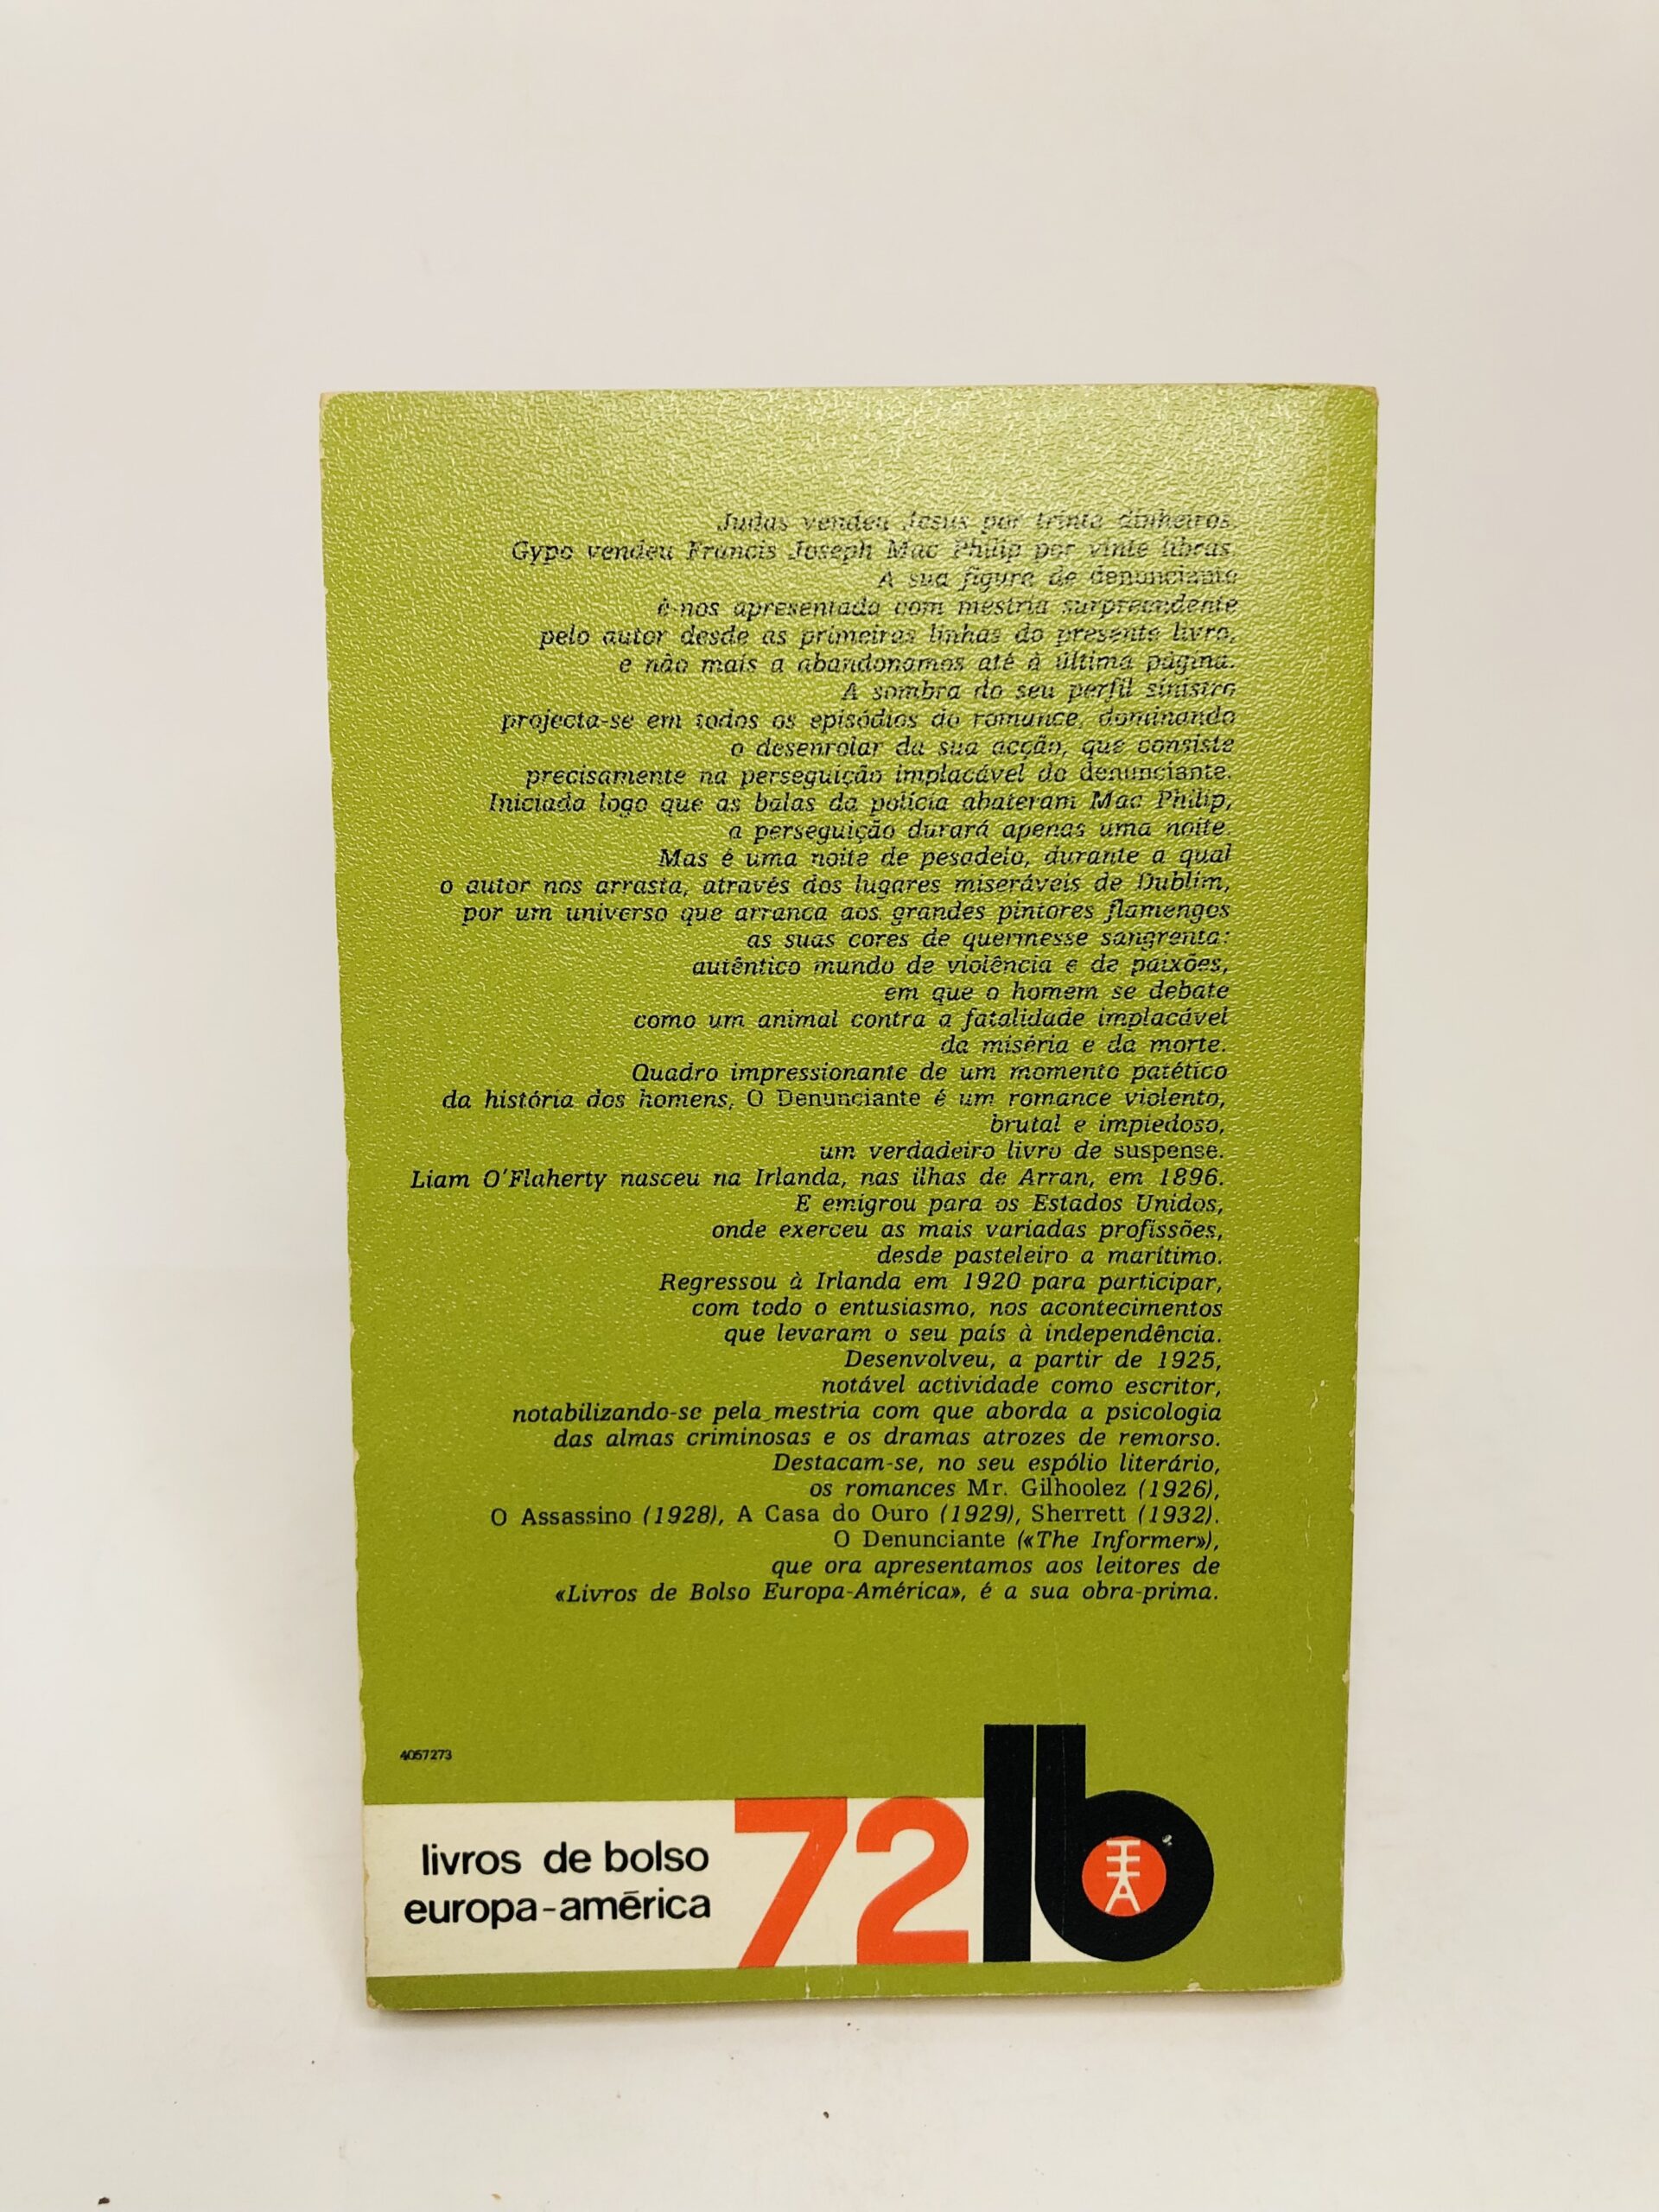 Judas vendeu Jesus por trinta dinheiros.
Gypo vendeu Francis Joseph Mac Philip por vinte libras.
A sua figura de denunciante
é-nos apresentada com mestria surpreendente
pelo autor desde as primeiras linhas do presente livro,
e não mais a abandonamos até à última página.
A sombra do seu perfil sinistro
projecta-se em todos os episódios do romance, dominando
o desenrolar da sua acção, que consiste
precisamente na perseguição implacável do denunciante.
Iniciada logo que as balas da polícia abateram Mac Philip,
a perseguição durará apenas uma noite.
Mas é uma noite de pesadelo, durante a qual
o autor nos arrasta, através dos lugares miseráveis de Dublim,
por um universo que arranca aos grandes pintores flamengos
as suas cores de quermesse sangrenta:
autêntico mundo de violência e de paixões,
em que o homem se debate
como um animal contra a fatalidade implacável
da miséria e da morte.
Quadro impressionante de um momento patético
da história dos homens, O Denunciante é um romance violento,
brutal e impiedoso,
um verdadeiro livro de suspense.
Liam O'Flaherty nasceu na Irlanda, nas ilhas de Arran, em 1896.
E emigrou para os Estados Unidos,
onde exerceu as mais variadas profissões,
desde pasteleiro a marítimo.
Regressou à Irlanda em 1920 para participar,
com todo o entusiasmo, nos acontecimentos
que levaram o seu país à independência.
Desenvolveu, a partir de 1925,
notável actividade como escritor,
notabilizando-se pela mestria com que aborda a psicologia
das almas criminosas e os dramas atrozes de remorso.
Destacam-se, no seu espólio literário,
os romances Mr. Gilhoolez (1926),
O Assassino (1928), A Casa do Ouro (1929), Sherrett (1932).
O Denunciante («The Informer»),
que ora apresentamos aos leitores de
«Livros de Bolso Europa-América», é a sua obra-prima.
4057273
livros de bolso
europa-américa
72
lb